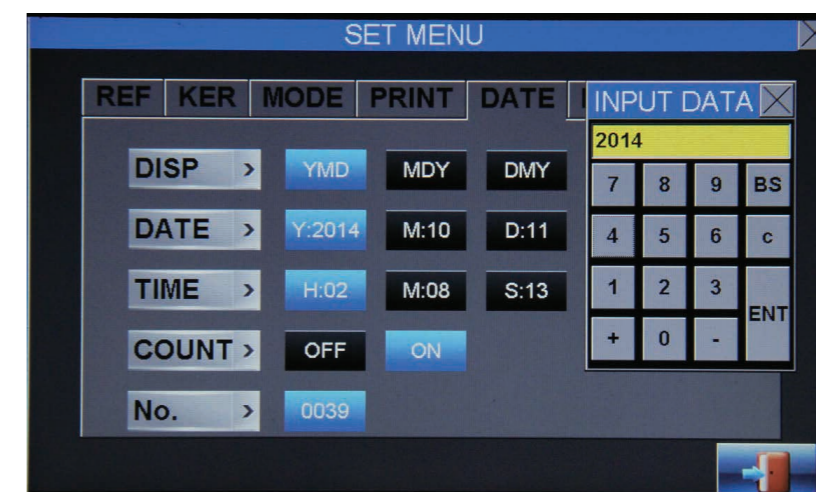 SET MENU
REF KER MODE PRINT DATE
INPUT DATA
2014
7 8 9 BS
4 5 6 c
1 2 3
ENT
+ 0 -
DISP > YMD MDY DMY
DATE > Y:2014 M:10 D:11
TIME > H:02 M:08 S:13
COUNT > OFF ON
No. > 0039